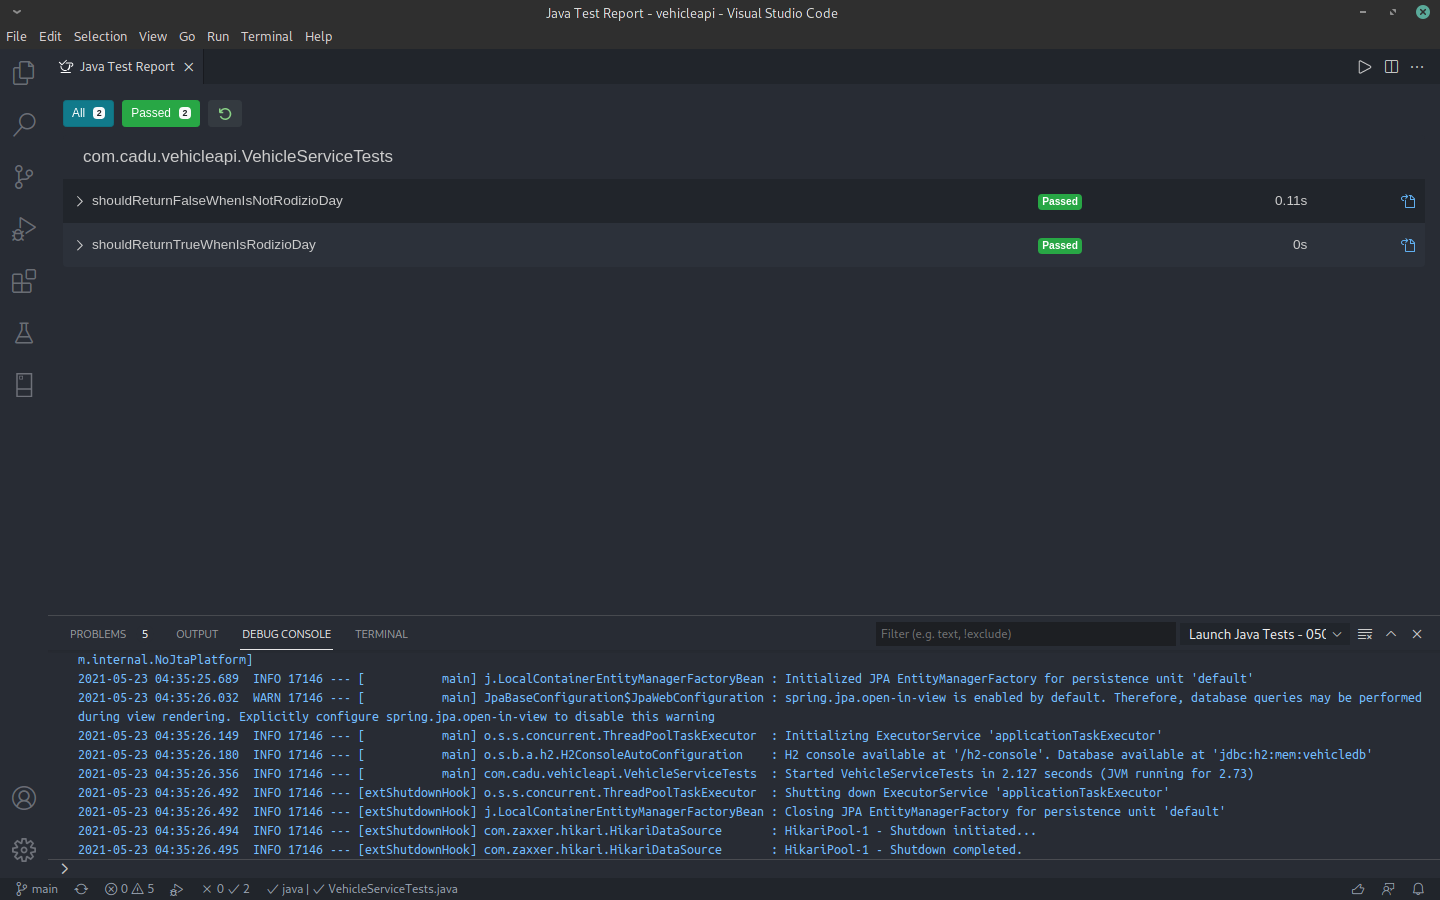 Java Test Report - vehicleapi - Visual Studio Code
File Edit Selection View Go Run Terminal Help
Java Test Report
All 2 Passed 2
com.cadu.vehicleapi.VehicleServiceTests
shouldReturnFalseWhenIsNotRodizioDay Passed 0.11s
shouldReturnTrueWhenIsRodizioDay Passed 0s
PROBLEMS 5 OUTPUT DEBUG CONSOLE TERMINAL Filter (e.g. text, !exclude) Launch Java Tests - 050
m.internal.NoJtaPlatform]
2021-05-23 04:35:25.689  INFO 17146 --- [           main] j.LocalContainerEntityManagerFactoryBean : Initialized JPA EntityManagerFactory for persistence unit 'default'
2021-05-23 04:35:26.032  WARN 17146 --- [           main] JpaBaseConfiguration$JpaWebConfiguration : spring.jpa.open-in-view is enabled by default. Therefore, database queries may be performed
during view rendering. Explicitly configure spring.jpa.open-in-view to disable this warning
2021-05-23 04:35:26.149  INFO 17146 --- [           main] o.s.s.concurrent.ThreadPoolTaskExecutor  : Initializing ExecutorService 'applicationTaskExecutor'
2021-05-23 04:35:26.180  INFO 17146 --- [           main] o.s.b.a.h2.H2ConsoleAutoConfiguration    : H2 console available at '/h2-console'. Database available at 'jdbc:h2:mem:vehicledb'
2021-05-23 04:35:26.356  INFO 17146 --- [           main] com.cadu.vehicleapi.VehicleServiceTests  : Started VehicleServiceTests in 2.127 seconds (JVM running for 2.73)
2021-05-23 04:35:26.492  INFO 17146 --- [extShutdownHook] o.s.s.concurrent.ThreadPoolTaskExecutor  : Shutting down ExecutorService 'applicationTaskExecutor'
2021-05-23 04:35:26.492  INFO 17146 --- [extShutdownHook] j.LocalContainerEntityManagerFactoryBean : Closing JPA EntityManagerFactory for persistence unit 'default'
2021-05-23 04:35:26.494  INFO 17146 --- [extShutdownHook] com.zaxxer.hikari.HikariDataSource       : HikariPool-1 - Shutdown initiated...
2021-05-23 04:35:26.495  INFO 17146 --- [extShutdownHook] com.zaxxer.hikari.HikariDataSource       : HikariPool-1 - Shutdown completed.
main 0 5 0 2 java | VehicleServiceTests.java